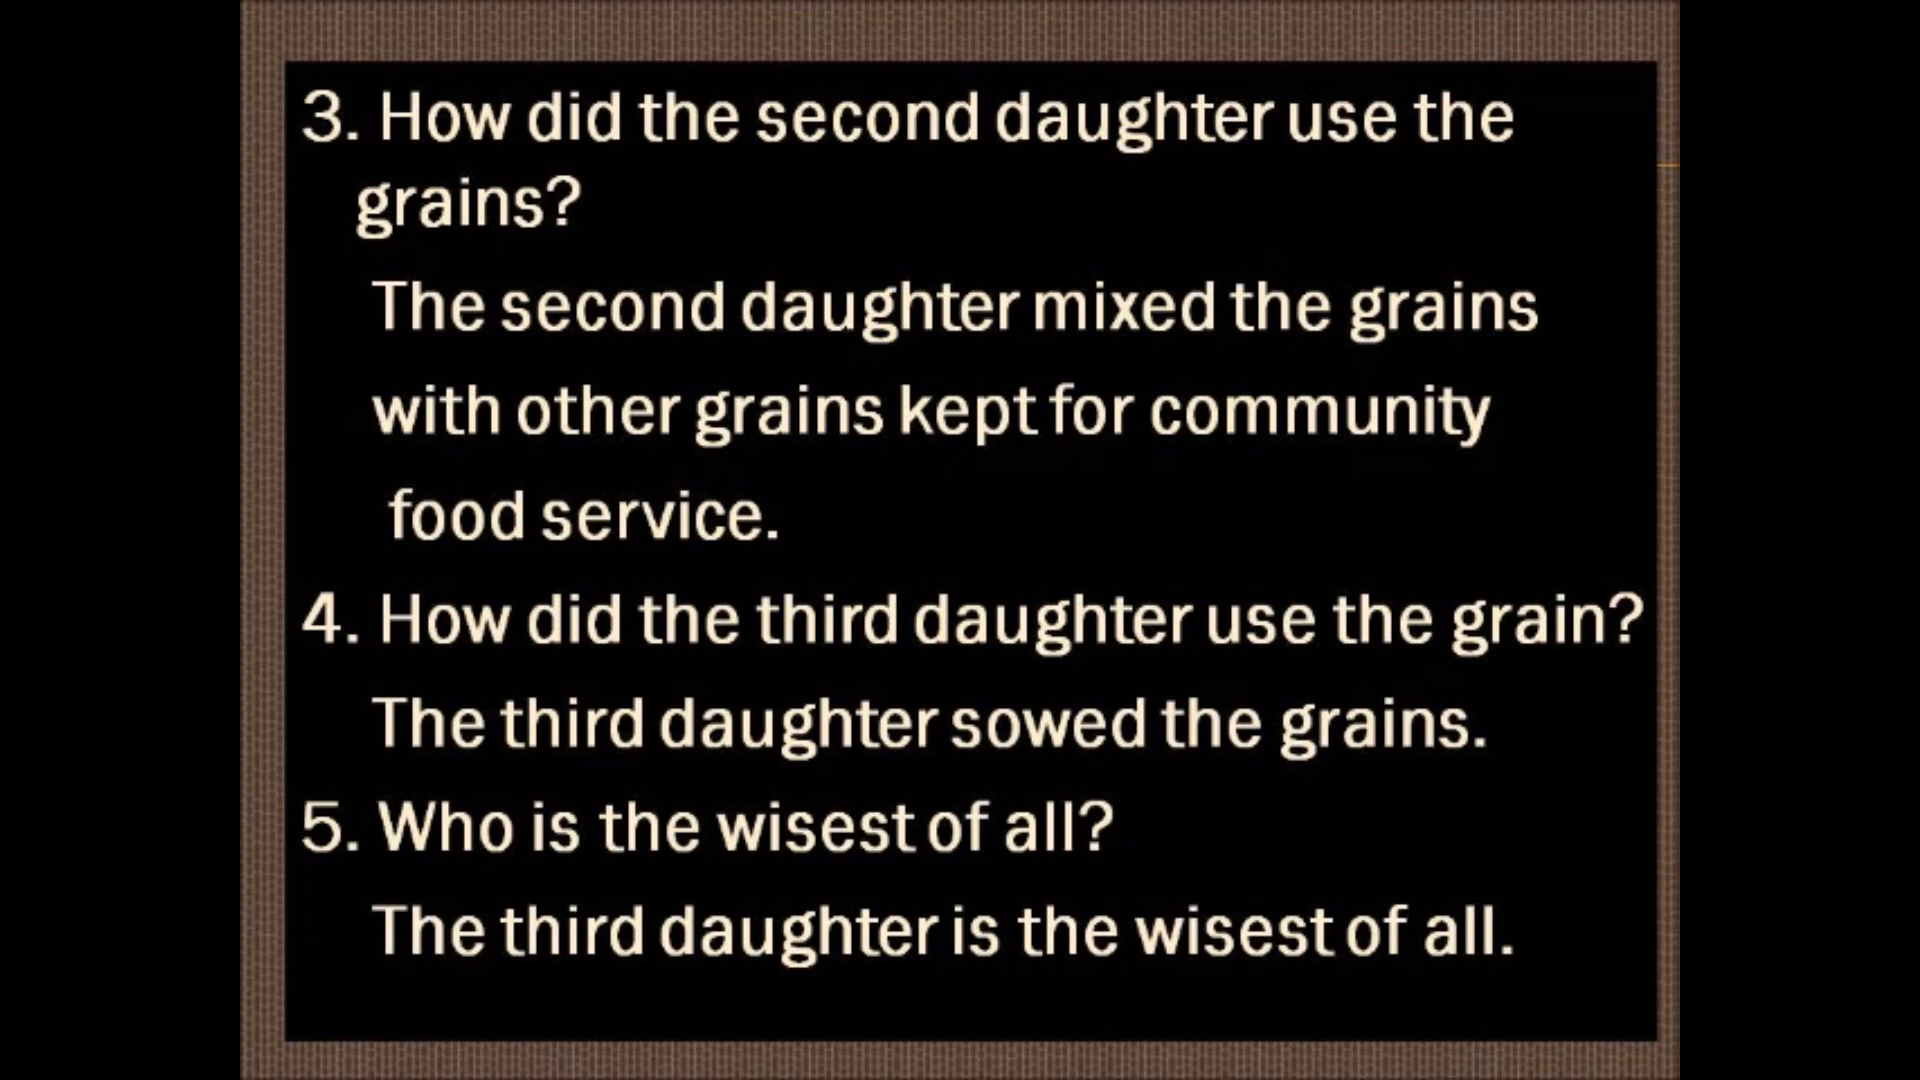 3. How did the second daughter use the
grains?
The second daughter mixed the grains
with other grains kept for community
food service.
4. How did the third daughter use the grain?
The third daughter sowed the grains.
5. Who is the wisest of all?
The third daughter is the wisest of all.